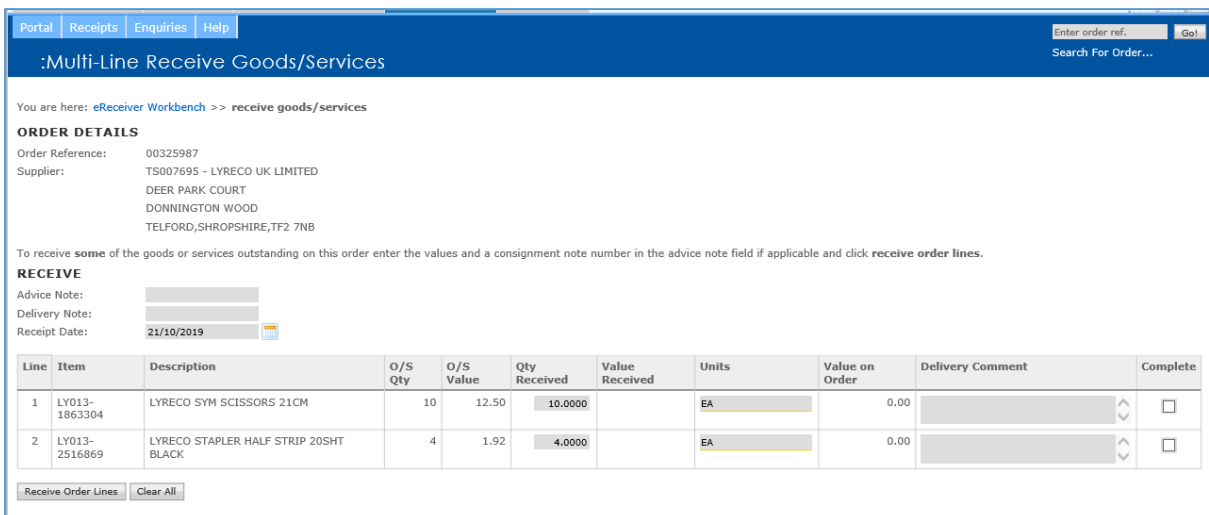 Portal Receipts Enquiries Help
Enter order ref. Go!
:Multi-Line Receive Goods/Services
Search For Order...
You are here: eReceiver Workbench >> receive goods/services
ORDER DETAILS
Order Reference: 00325987
Supplier: TS007695 - LYRECO UK LIMITED
DEER PARK COURT
DONNINGTON WOOD
TELFORD,SHROPSHIRE,TF2 7NB
To receive some of the goods or services outstanding on this order enter the values and a consignment note number in the advice note field if applicable and click receive order lines.
RECEIVE
Advice Note:
Delivery Note:
Receipt Date: 21/10/2019
Line Item Description O/S Qty O/S Value Qty Received Value Received Units Value on Order Delivery Comment Complete
1 LY013-1863304 LYRECO SYM SCISSORS 21CM 10 12.50 10.0000 EA 0.00
2 LY013-2516869 LYRECO STAPLER HALF STRIP 20SHT BLACK 4 1.92 4.0000 EA 0.00
Receive Order Lines Clear All